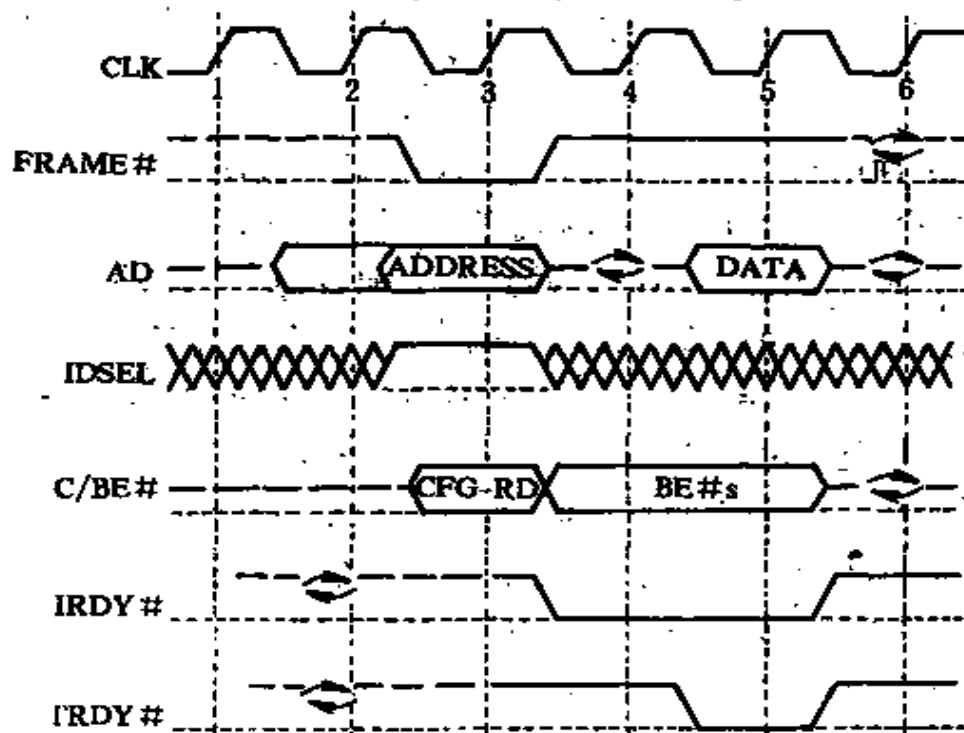 CLK
1 2 3 4 5 6
FRAME#
AD
ADDRESS
DATA
IDSEL
C/BE#
CFG-RD
BE#s
IRDY#
TRDY#